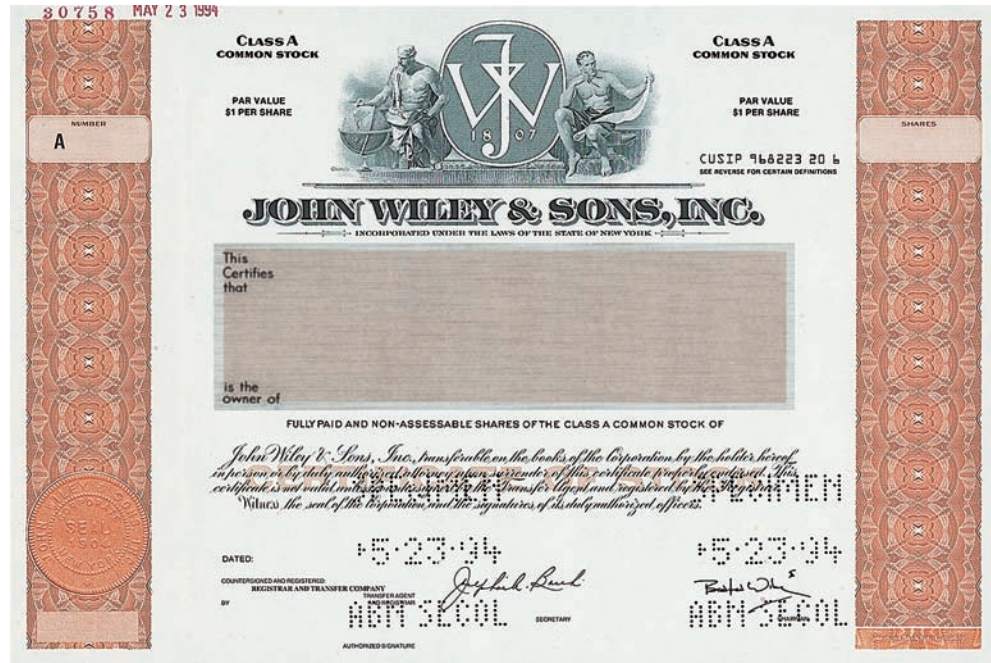 30758 MAY 23 1994
CLASS A
COMMON STOCK
PAR VALUE
$1 PER SHARE
NUMBER
A
JW
1807
CLASS A
COMMON STOCK
PAR VALUE
$1 PER SHARE
SHARES
CUSIP 968223 20 6
SEE REVERSE FOR CERTAIN DEFINITIONS
JOHN WILEY & SONS, INC.
INCORPORATED UNDER THE LAWS OF THE STATE OF NEW YORK
This
Certifies
that
is the
owner of
FULLY PAID AND NON-ASSESSABLE SHARES OF THE CLASS A COMMON STOCK OF
John Wiley & Sons, Inc., transferable on the books of the Corporation by the holder hereof
in person or by duly authorized attorney upon surrender of this certificate properly endorsed. This
certificate is not valid until countersigned by the Transfer Agent and registered by the Registrar.
Witness the seal of the Corporation and the signatures of its duly authorized officers.
SPECIMEN
SEAL
1904
NEW YORK
DATED:
5·23·94
5·23·94
COUNTERSIGNED AND REGISTERED:
REGISTRAR AND TRANSFER COMPANY
TRANSFER AGENT
AND REGISTRAR
BY
ABM SECOL
SECRETARY
ABM SECOL
CHAIRMAN
AUTHORIZED SIGNATURE